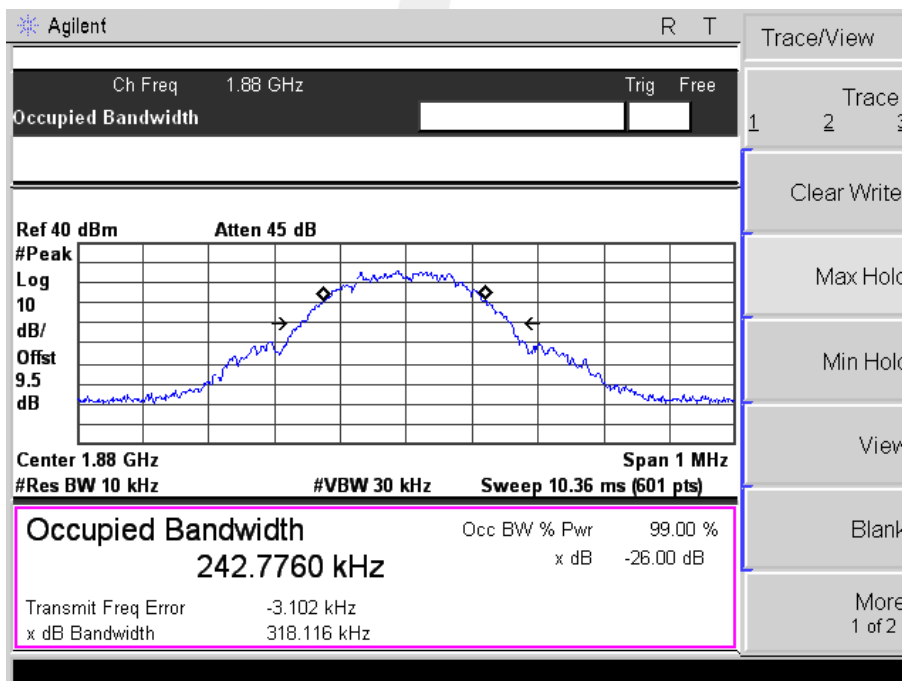 Agilent R T
Trace/View
Ch Freq 1.88 GHz Trig Free
Occupied Bandwidth
Trace
1 2 3
Clear Write
Max Hold
Min Hold
View
Blank
More
1 of 2
Ref 40 dBm Atten 45 dB
#Peak
Log
10
dB/
Offst
9.5
dB
Center 1.88 GHz Span 1 MHz
#Res BW 10 kHz #VBW 30 kHz Sweep 10.36 ms (601 pts)
Occupied Bandwidth
242.7760 kHz
Occ BW % Pwr 99.00 %
x dB -26.00 dB
Transmit Freq Error -3.102 kHz
x dB Bandwidth 318.116 kHz